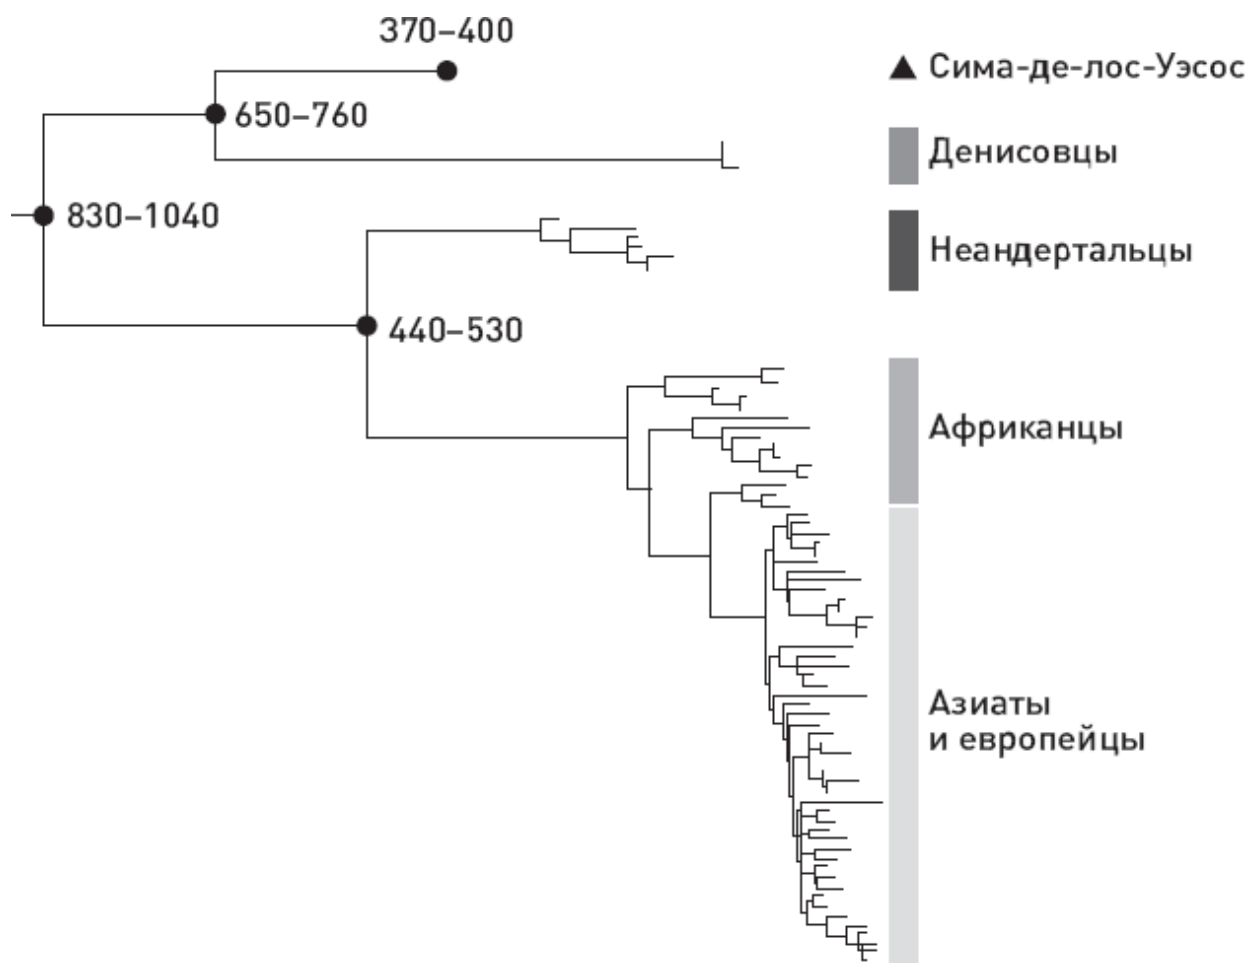 370–400
Сима-де-лос-Уэсос
650–760
Денисовцы
830–1040
Неандертальцы
440–530
Африканцы
Азиаты
и европейцы